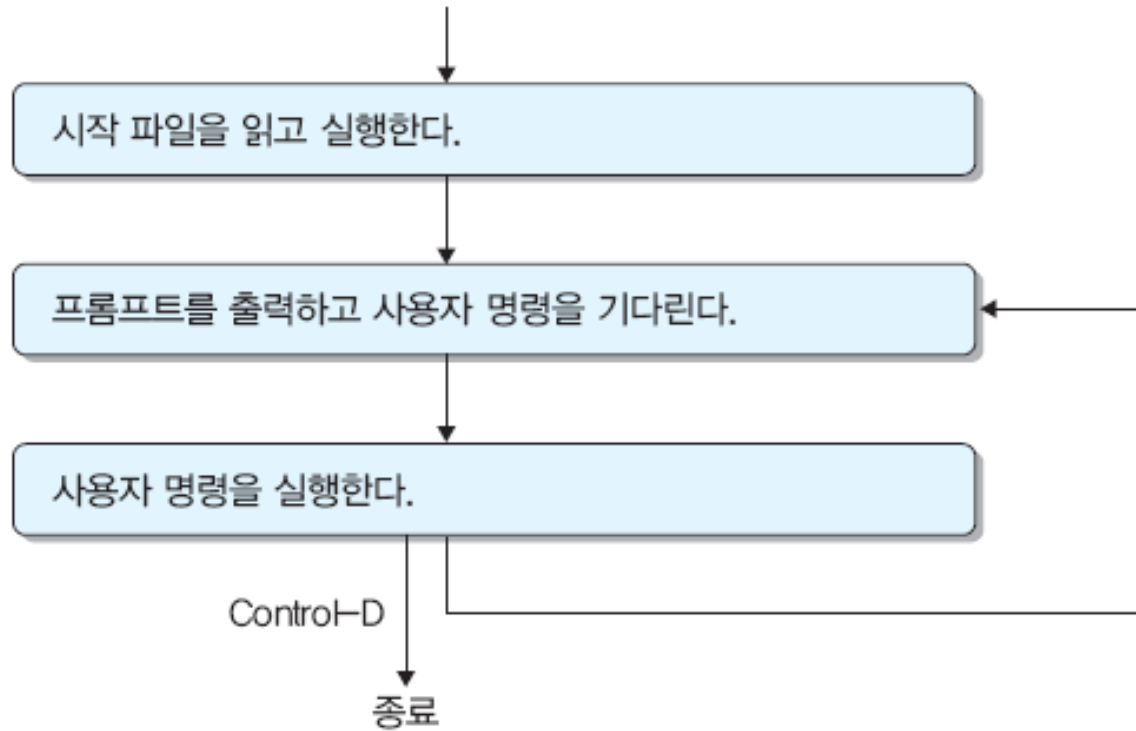 시작 파일을 읽고 실행한다.
프롬프트를 출력하고 사용자 명령을 기다린다.
사용자 명령을 실행한다.
Control-D
종료